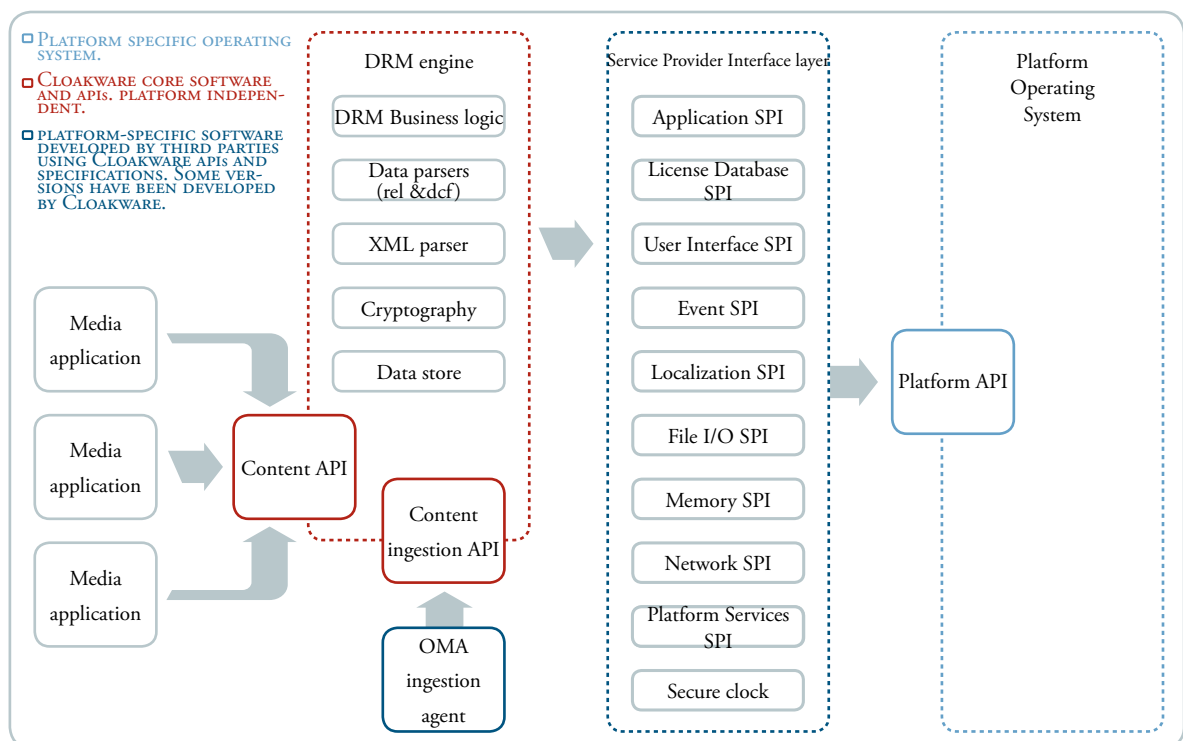 Platform specific operating
system.
Cloakware core software
and apis. platform indepen-
dent.
platform-specific software
developed by third parties
using Cloakware apis and
specifications. Some ver-
sions have been developed
by Cloakware.
Media
application
Media
application
Media
application
Content API
DRM engine
DRM Business logic
Data parsers
(rel &dcf)
XML parser
Cryptography
Data store
Content
ingestion API
OMA
ingestion
agent
Service Provider Interface layer
Application SPI
License Database
SPI
User Interface SPI
Event SPI
Localization SPI
File I/O SPI
Memory SPI
Network SPI
Platform Services
SPI
Secure clock
Platform API
Platform
Operating
System